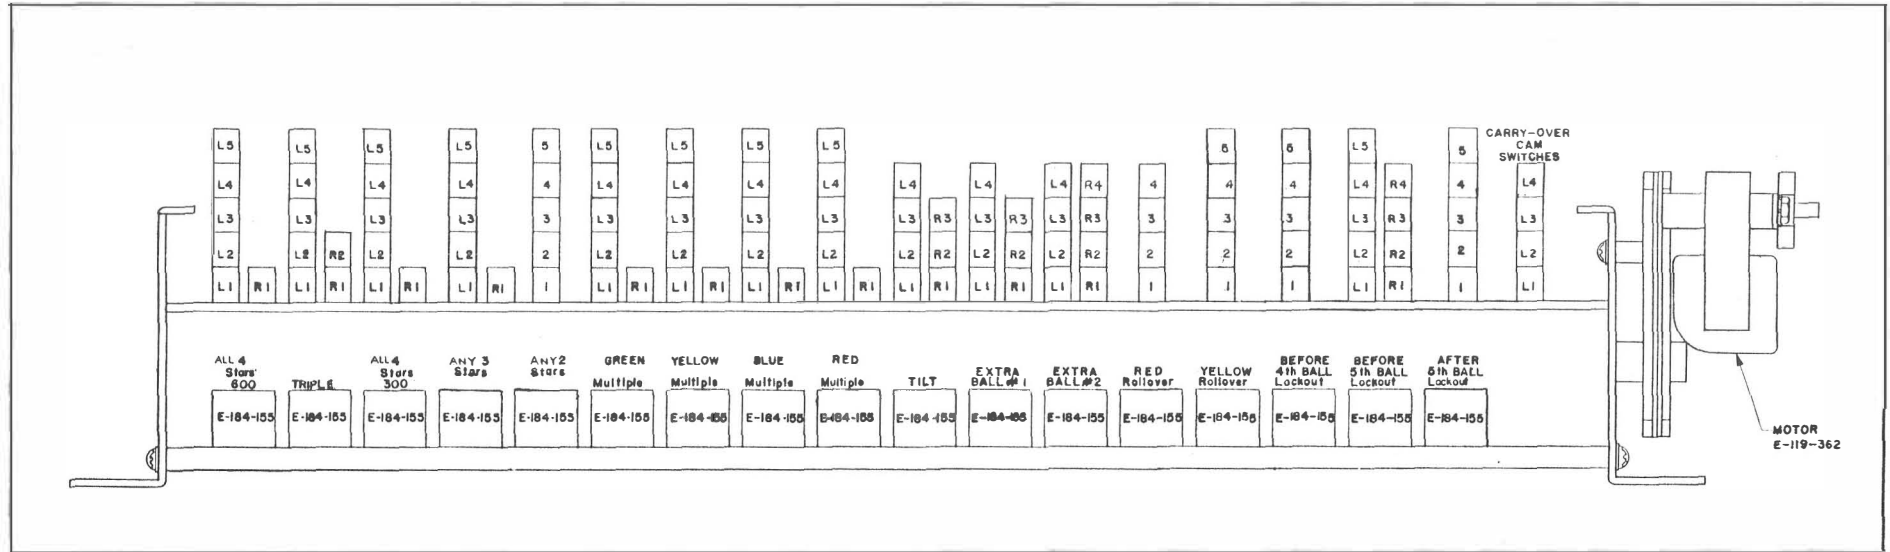 CARRY-OVER
CAM
SWITCHES
L5 L5 L5 L5 5 L5 L5 L5 L5 5 5 L5 5
L4 L4 L4 L4 4 L4 L4 L4 L4 L4 L4 L4 R4 4 4 4 L4 R4 4 L4
L3 L3 L3 L3 3 L3 L3 L3 L3 L3 R3 L3 R3 L3 R3 3 3 3 L3 R3 3 L3
L2 L2 R2 L2 L2 2 L2 L2 L2 L2 L2 R2 L2 R2 L2 R2 2 2 2 L2 R2 2 L2
L1 R1 L1 R1 L1 R1 L1 R1 1 L1 R1 L1 R1 L1 R1 L1 R1 L1 R1 L1 R1 L1 R1 1 1 1 L1 R1 1 L1
ALL 4
Stars
600
TRIPLE
ALL 4
Stars
300
ANY 3
Stars
ANY 2
Stars
GREEN
Multiple
YELLOW
Multiple
BLUE
Multiple
RED
Multiple
TILT
EXTRA
BALL #1
EXTRA
BALL #2
RED
Rollover
YELLOW
Rollover
BEFORE
4th BALL
Lockout
BEFORE
5th BALL
Lockout
AFTER
5th BALL
Lockout
E-184-155 E-184-155 E-184-155 E-184-155 E-184-155 E-184-155 E-184-155 E-184-155 E-184-155 E-184-155 E-184-155 E-184-155 E-184-155 E-184-155 E-184-155 E-184-155 E-184-155
MOTOR
E-119-362